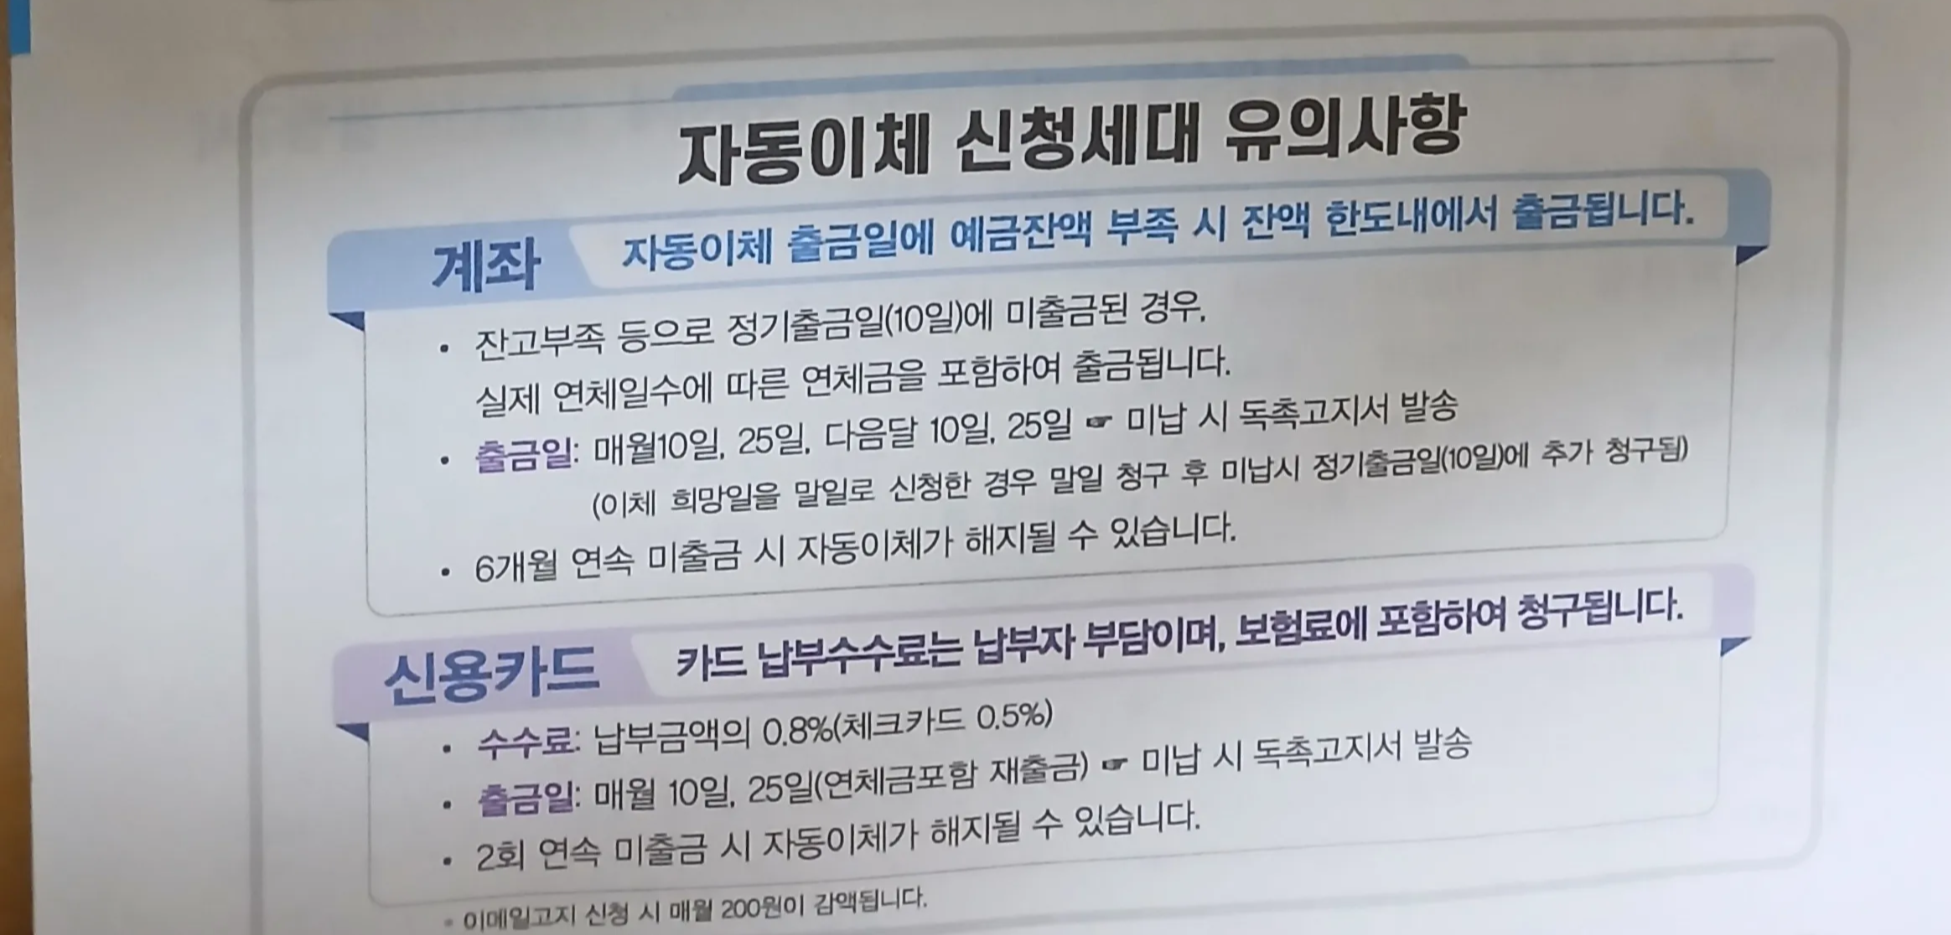 자동이체 신청세대 유의사항
계좌 자동이체 출금일에 예금잔액 부족 시 잔액 한도내에서 출금됩니다.
• 잔고부족 등으로 정기출금일(10일)에 미출금된 경우,
실제 연체일수에 따른 연체금을 포함하여 출금됩니다.
• 출금일: 매월10일, 25일, 다음달 10일, 25일 ☞ 미납 시 독촉고지서 발송
(이체 희망일을 말일로 신청한 경우 말일 청구 후 미납시 정기출금일(10일)에 추가 청구됨)
• 6개월 연속 미출금 시 자동이체가 해지될 수 있습니다.
신용카드 카드 납부수수료는 납부자 부담이며, 보험료에 포함하여 청구됩니다.
• 수수료: 납부금액의 0.8%(체크카드 0.5%)
• 출금일: 매월 10일, 25일(연체금포함 재출금) ☞ 미납 시 독촉고지서 발송
• 2회 연속 미출금 시 자동이체가 해지될 수 있습니다.
• 이메일고지 신청 시 매월 200원이 감액됩니다.